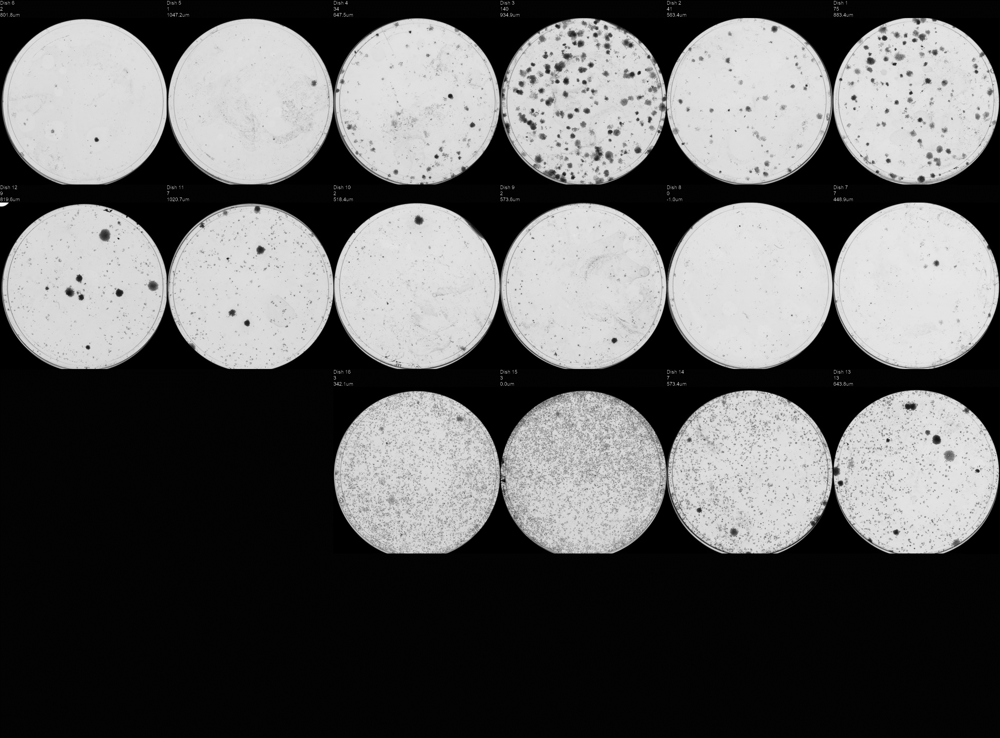 Dish 6
2
801.8um
Dish 5
1
1047.2um
Dish 4
34
647.5um
Dish 3
140
934.9um
Dish 2
41
563.4um
Dish 1
75
883.4um
Dish 12
9
819.6um
Dish 11
7
1020.7um
Dish 10
2
518.4um
Dish 9
2
573.6um
Dish 8
0
-1.0um
Dish 7
7
448.9um
Dish 16
3
342.1um
Dish 15
3
0.0um
Dish 14
7
573.4um
Dish 13
13
643.8um